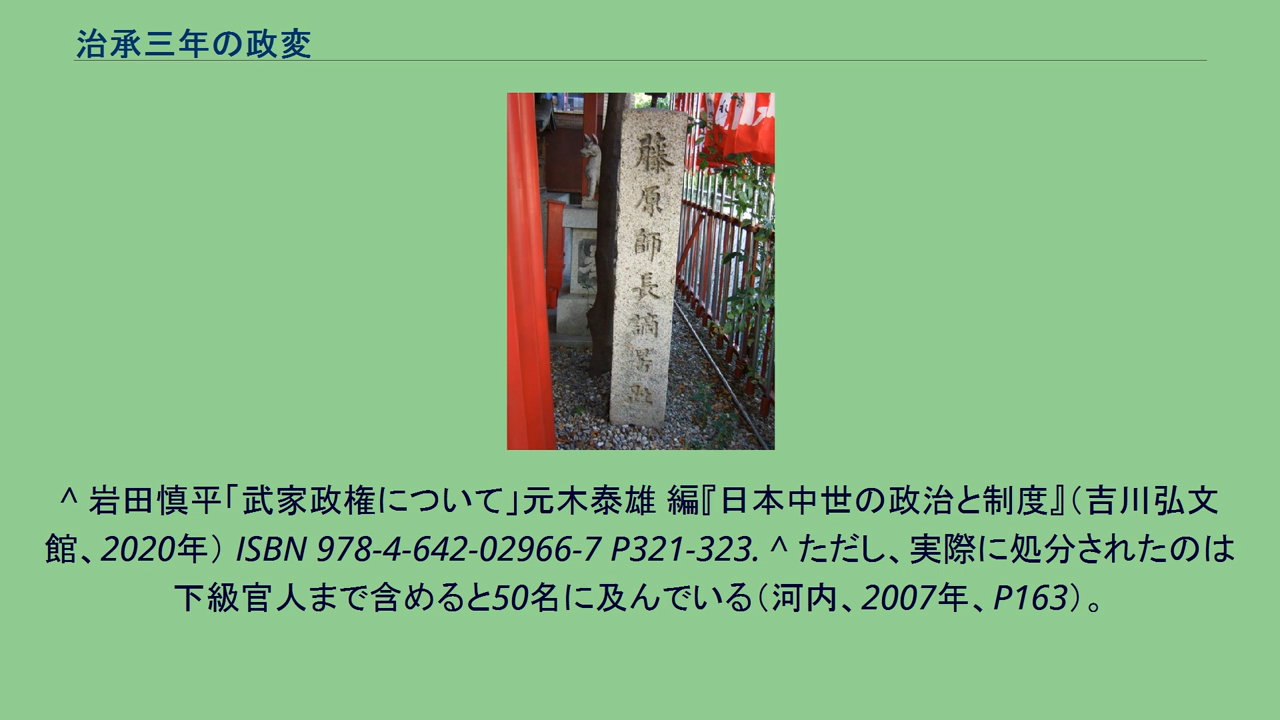 治承三年の政変
藤原師長謫居趾
^ 岩田慎平「武家政権について」元木泰雄 編『日本中世の政治と制度』（吉川弘文
館、2020年） ISBN 978-4-642-02966-7 P321-323. ^ ただし、実際に処分されたのは
下級官人まで含めると50名に及んでいる（河内、2007年、P163）。